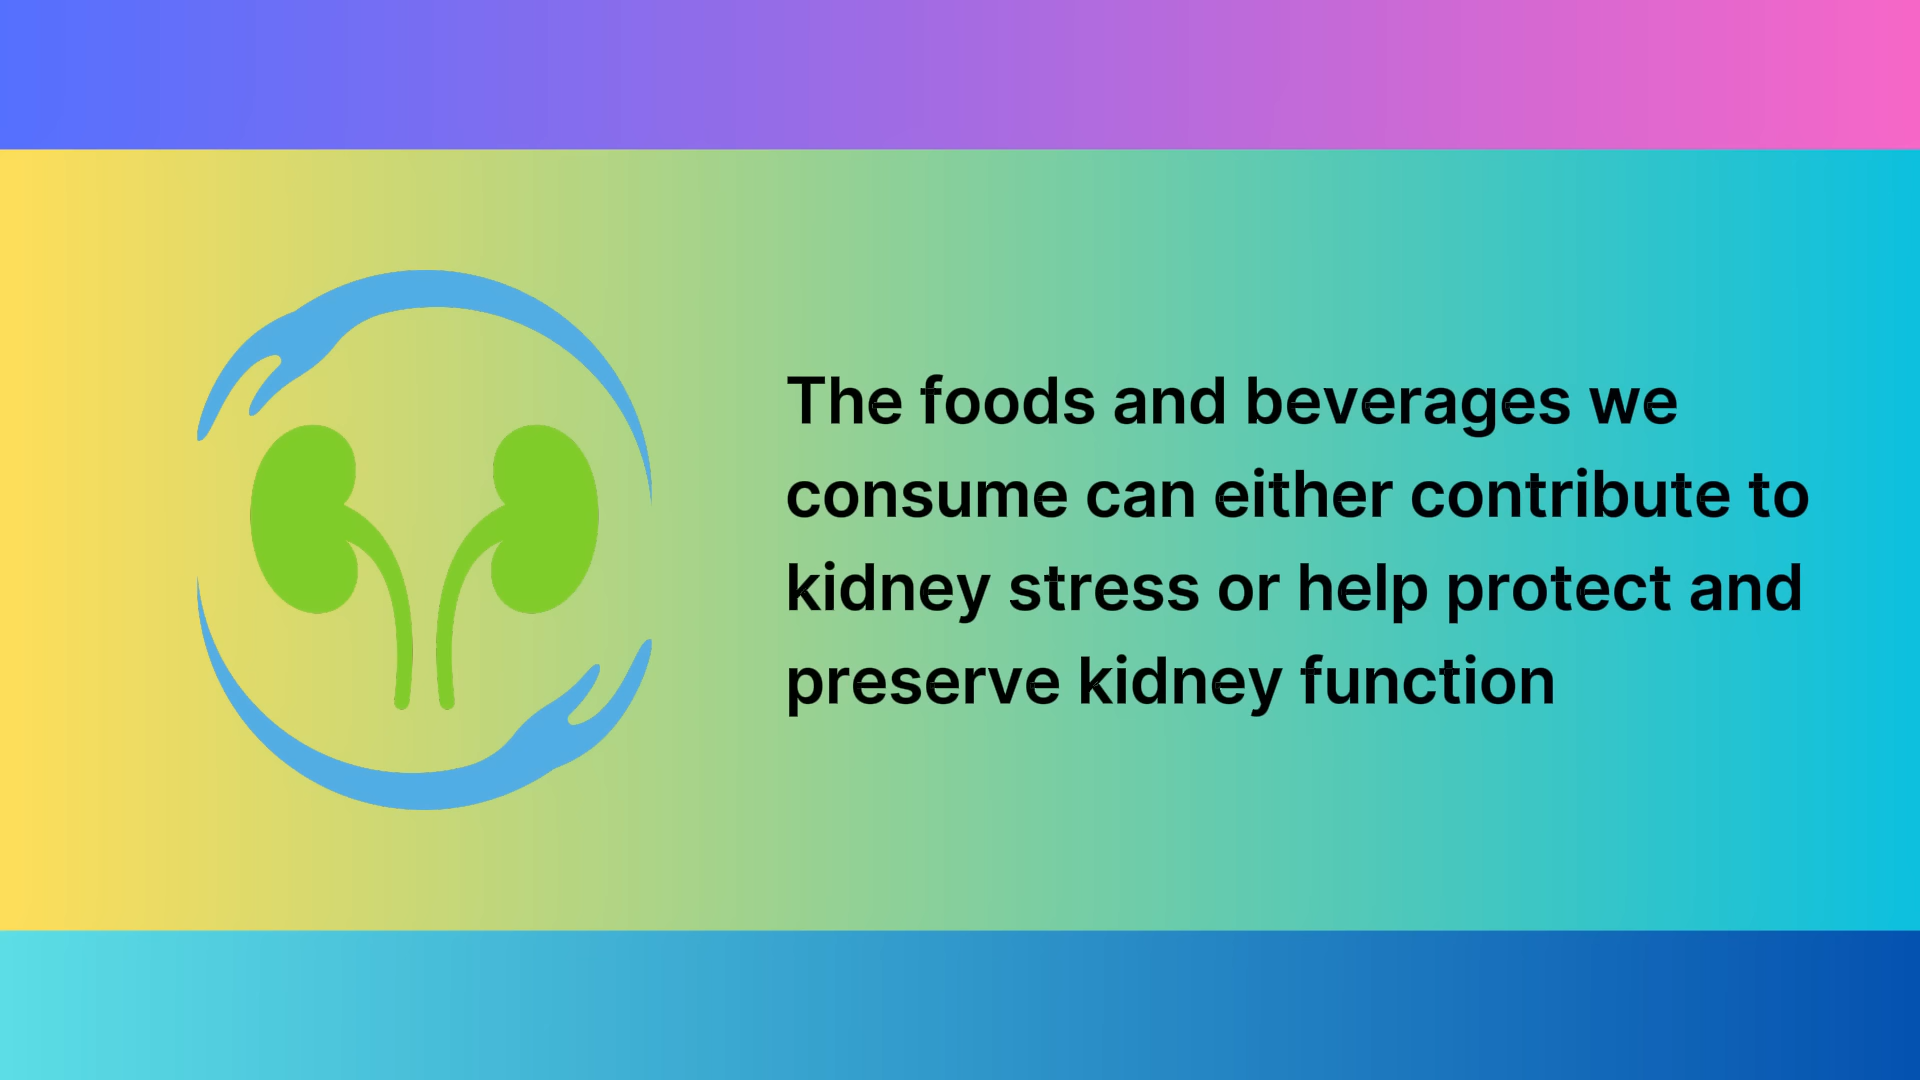 The foods and beverages we
consume can either contribute to
kidney stress or help protect and
preserve kidney function